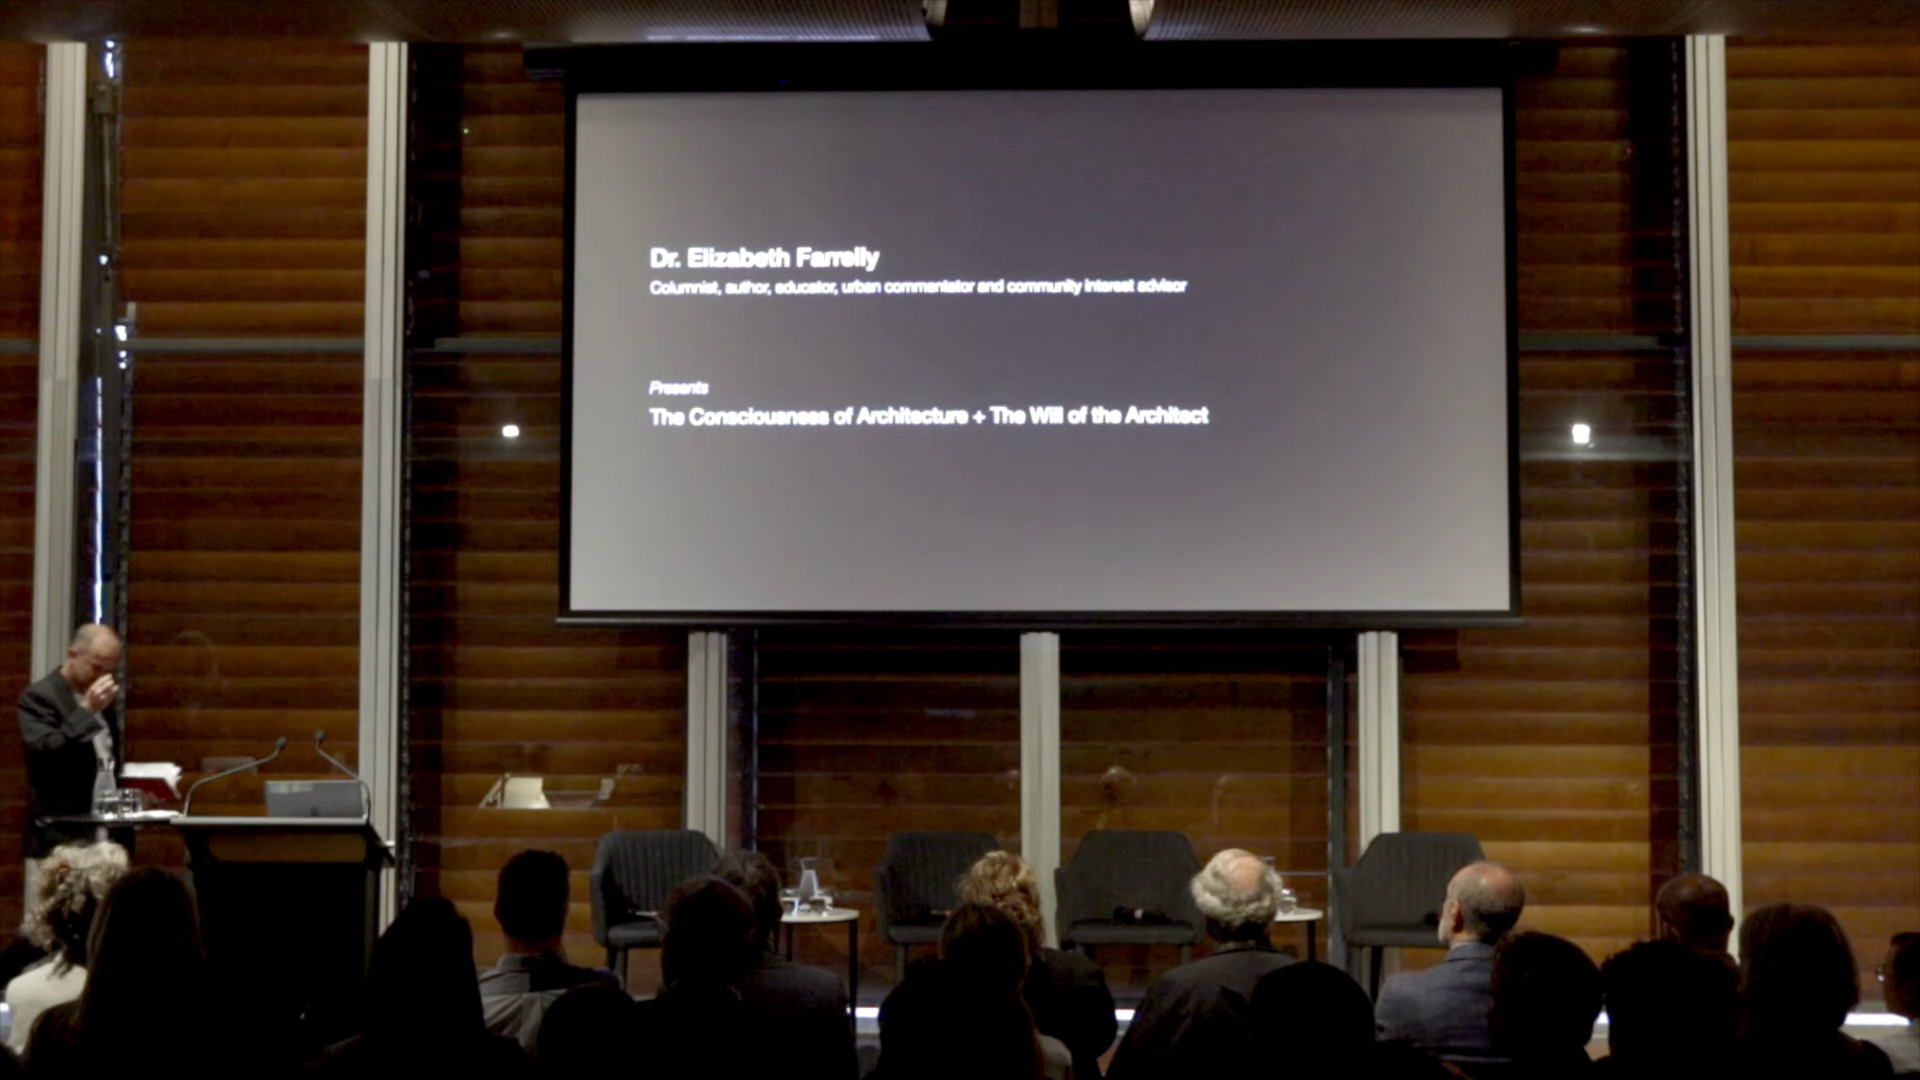 Dr. Elizabeth Farrelly
Columnist, author, educator, urban commentator and community interest advisor
Presents
The Consciousness of Architecture + The Will of the Architect